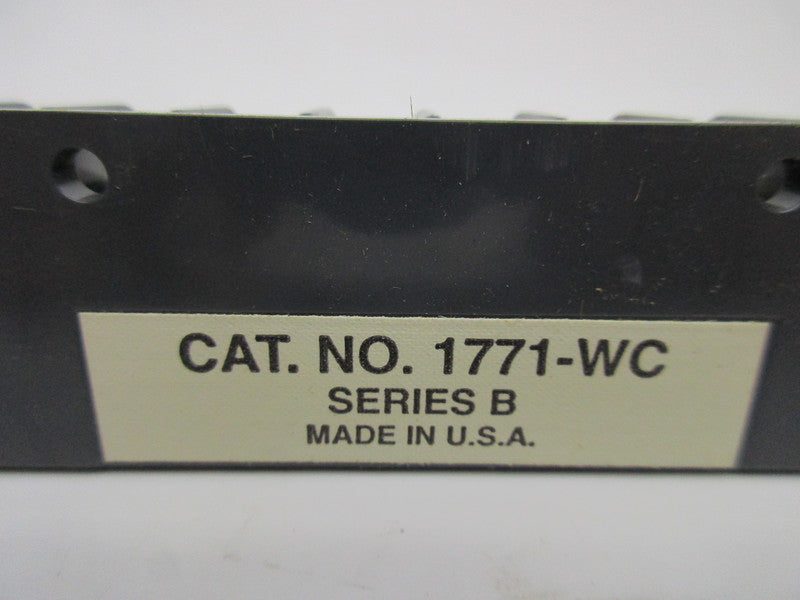 CAT. NO. 1771-WC
SERIES B
MADE IN U.S.A.